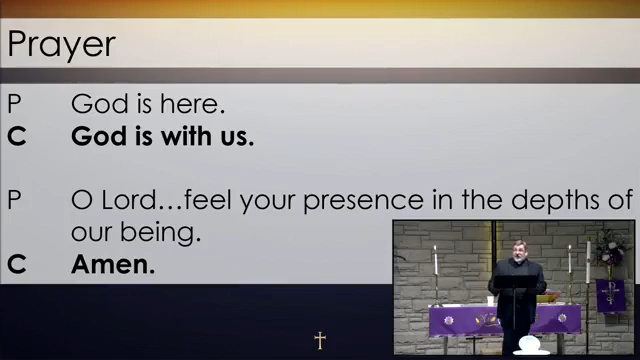 Prayer
P God is here.
C God is with us.
P O Lord...feel your presence in the depths of
our being.
C Amen.